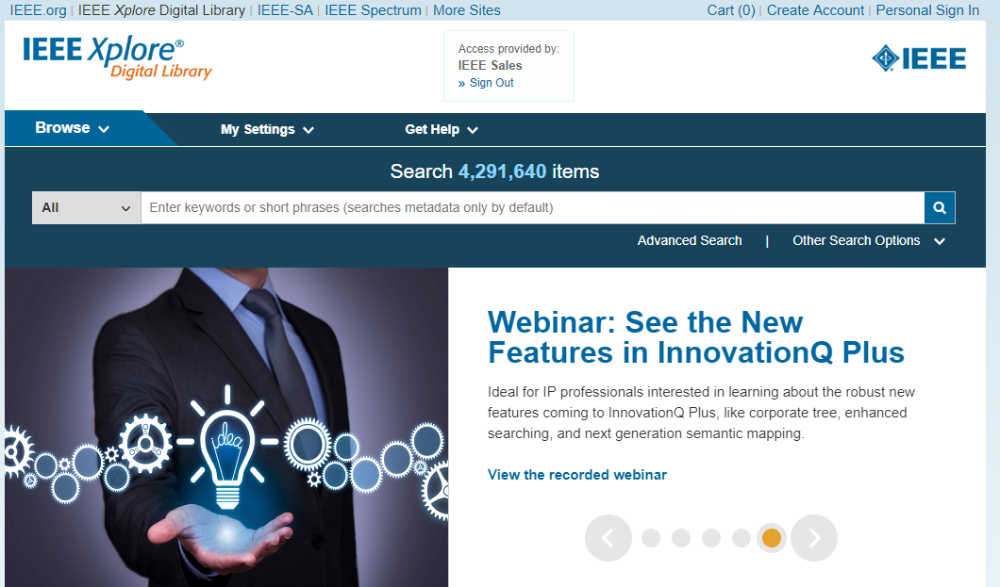 IEEE.org | IEEE Xplore Digital Library | IEEE-SA | IEEE Spectrum | More Sites
Cart (0) | Create Account | Personal Sign In
IEEE Xplore®
Digital Library
Access provided by:
IEEE Sales
» Sign Out
IEEE
Browse
My Settings
Get Help
Search 4,291,640 items
All
Enter keywords or short phrases (searches metadata only by default)
Advanced Search | Other Search Options
idea
Webinar: See the New
Features in InnovationQ Plus
Ideal for IP professionals interested in learning about the robust new
features coming to InnovationQ Plus, like corporate tree, enhanced
searching, and next generation semantic mapping.
View the recorded webinar